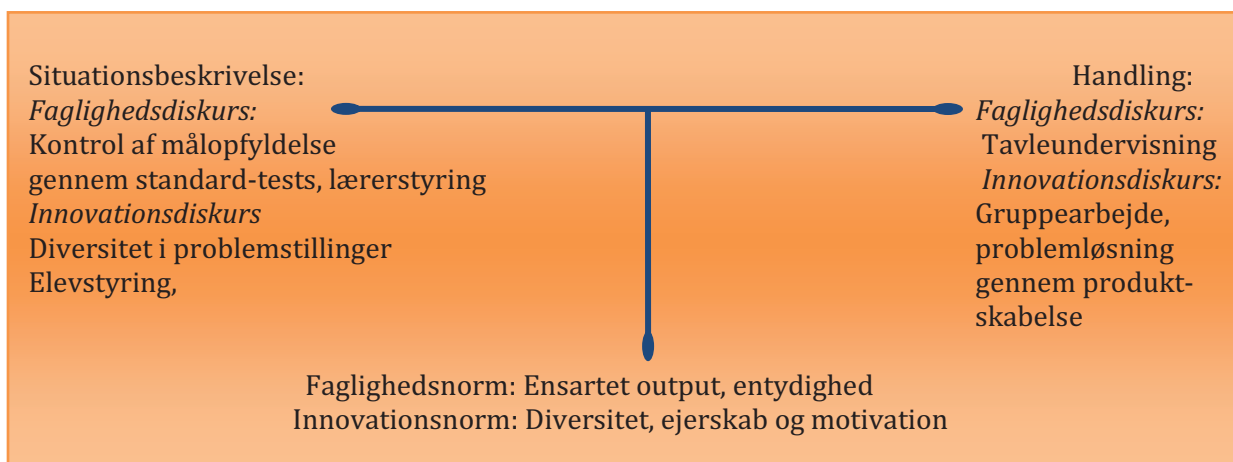 Situationsbeskrivelse:
Faglighedsdiskurs:
Kontrol af målopfyldelse
gennem standard-tests, lærerstyring
Innovationsdiskurs
Diversitet i problemstillinger
Elevstyring,
Handling:
Faglighedsdiskurs:
Tavleundervisning
Innovationsdiskurs:
Gruppearbejde,
problemløsning
gennem produkt-
skabelse
Faglighedsnorm: Ensartet output, entydighed
Innovationsnorm: Diversitet, ejerskab og motivation